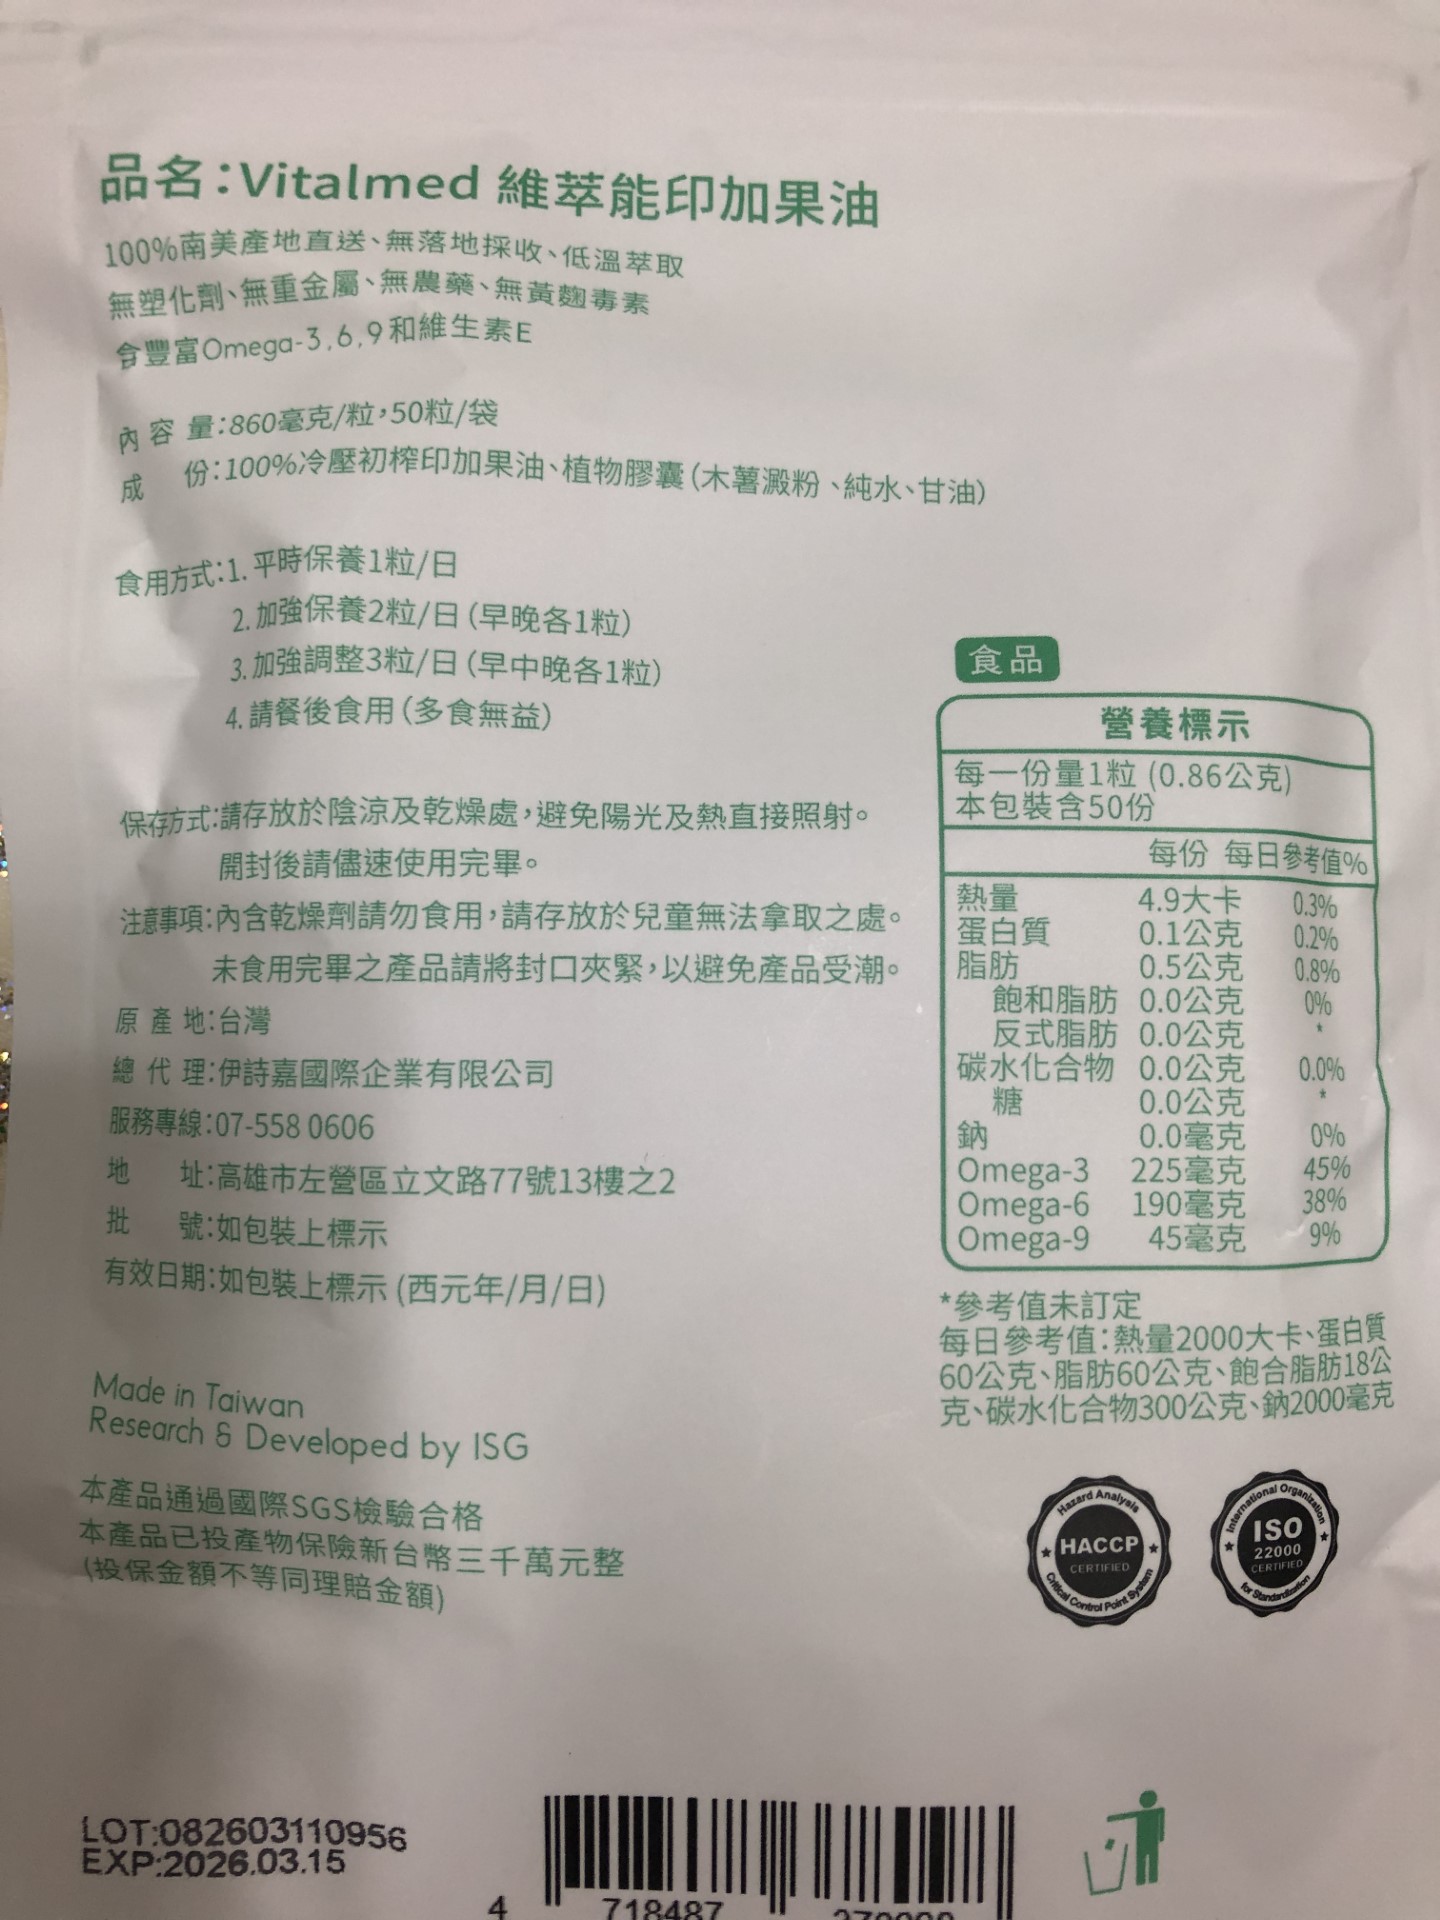 品名：Vitalmed 維萃能印加果油
100%南美產地直送、無落地採收、低溫萃取
無塑化劑、無重金屬、無農藥、無黃麴毒素
含豐富Omega-3,6,9和維生素E
內容量：860毫克/粒，50粒/袋
成份：100%冷壓初榨印加果油、植物膠囊（木薯澱粉、純水、甘油）
食用方式：1. 平時保養1粒/日
2. 加強保養2粒/日（早晚各1粒）
3. 加強調整3粒/日（早中晚各1粒）
4. 請餐後食用（多食無益）
保存方式：請存放於陰涼及乾燥處，避免陽光及熱直接照射。
開封後請儘速使用完畢。
注意事項：內含乾燥劑請勿食用，請存放於兒童無法拿取之處。
未食用完畢之產品請將封口夾緊，以避免產品受潮。
原產地：台灣
總代理：伊詩嘉國際企業有限公司
服務專線：07-558 0606
地址：高雄市左營區立文路77號13樓之2
批號：如包裝上標示
有效日期：如包裝上標示 (西元年/月/日)
Made in Taiwan
Research & Developed by ISG
本產品通過國際SGS檢驗合格
本產品已投產物保險新台幣三千萬元整
(投保金額不等同理賠金額)
食品
營養標示
每一份量1粒 (0.86公克)
本包裝含50份
每份 每日參考值%
熱量 4.9大卡 0.3%
蛋白質 0.1公克 0.2%
脂肪 0.5公克 0.8%
飽和脂肪 0.0公克 0%
反式脂肪 0.0公克 *
碳水化合物 0.0公克 0.0%
糖 0.0公克 *
鈉 0.0毫克 0%
Omega-3 225毫克 45%
Omega-6 190毫克 38%
Omega-9 45毫克 9%
*參考值未訂定
每日參考值：熱量2000大卡、蛋白質
60公克、脂肪60公克、飽合脂肪18公
克、碳水化合物300公克、鈉2000毫克
Hazard Analysis
HACCP
CERTIFIED
Critical Control Point System
International Organization
ISO
22000
CERTIFIED
for Standardization
LOT:082603110956
EXP:2026.03.15
4 718487